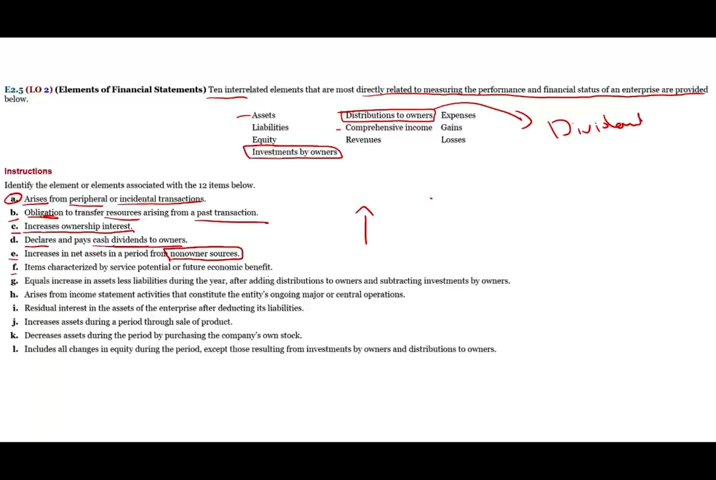 E2.5 (LO 2) (Elements of Financial Statements) Ten interrelated elements that are most directly related to measuring the performance and financial status of an enterprise are provided
below.
Assets Distributions to owners Expenses
Liabilities Comprehensive income Gains
Equity Revenues Losses
Investments by owners
Dividend
Instructions
Identify the element or elements associated with the 12 items below.
a. Arises from peripheral or incidental transactions.
b. Obligation to transfer resources arising from a past transaction.
c. Increases ownership interest.
d. Declares and pays cash dividends to owners.
e. Increases in net assets in a period from nonowner sources.
f. Items characterized by service potential or future economic benefit.
g. Equals increase in assets less liabilities during the year, after adding distributions to owners and subtracting investments by owners.
h. Arises from income statement activities that constitute the entity's ongoing major or central operations.
i. Residual interest in the assets of the enterprise after deducting its liabilities.
j. Increases assets during a period through sale of product.
k. Decreases assets during the period by purchasing the company's own stock.
l. Includes all changes in equity during the period, except those resulting from investments by owners and distributions to owners.